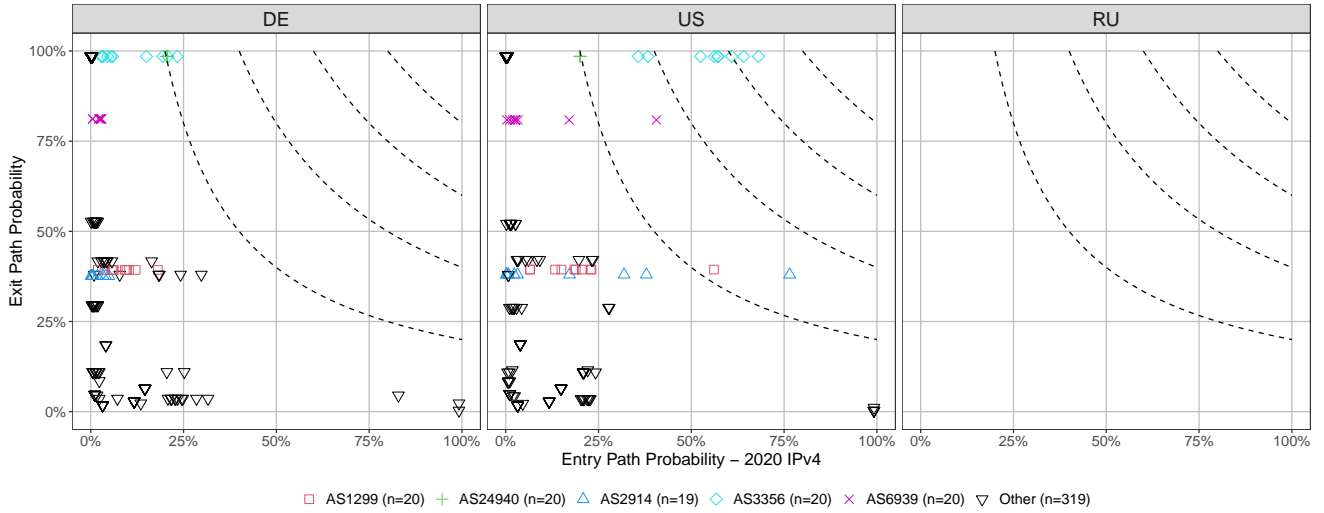 DE US RU
100%
75%
50%
25%
0%
Exit Path Probability
0% 25% 50% 75% 100% 0% 25% 50% 75% 100% 0% 25% 50% 75% 100%
Entry Path Probability – 2020 IPv4
AS1299 (n=20) AS24940 (n=20) AS2914 (n=19) AS3356 (n=20) AS6939 (n=20) Other (n=319)